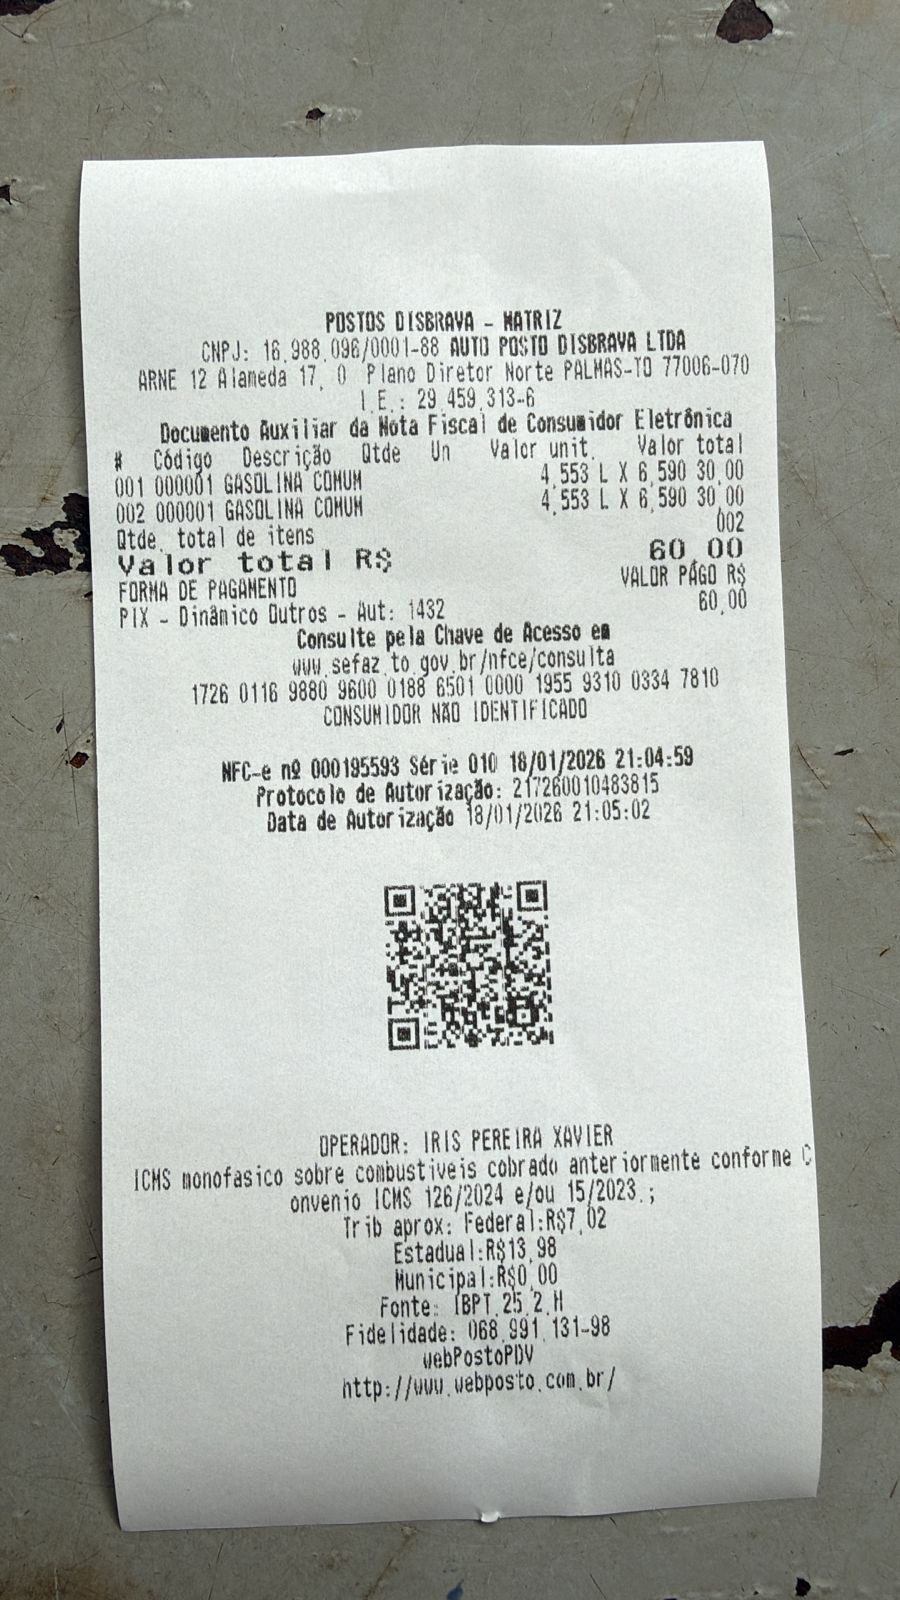 POSTOS DISBRAVA - MATRIZ
CNPJ: 16.988.096/0001-88 AUTO POSTO DISBRAVA LTDA
ARNE 12 Alameda 17, 0 Plano Diretor Norte PALMAS-TO 77006-070
I.E.: 29.459.313-6
Documento Auxiliar da Nota Fiscal de Consumidor Eletrônica
# Código Descrição Qtde Un Valor unit. Valor total
001 000001 GASOLINA COMUM 4,553 L X 6,590 30,00
002 000001 GASOLINA COMUM 4,553 L X 6,590 30,00
Qtde. total de itens 002
Valor total R$ 60,00
FORMA DE PAGAMENTO VALOR PAGO R$
PIX - Dinâmico Outros - Aut: 1432 60,00
Consulte pela Chave de Acesso em
www.sefaz.to.gov.br/nfce/consulta
1726 0116 9880 9600 0188 6501 0000 1955 9310 0334 7810
CONSUMIDOR NÃO IDENTIFICADO
NFC-e nº 000195593 Série 010 18/01/2026 21:04:59
Protocolo de Autorização: 217260010483815
Data de Autorização 18/01/2026 21:05:02
OPERADOR: IRIS PEREIRA XAVIER
ICMS monofasico sobre combustiveis cobrado anteriormente conforme C
onvenio ICMS 126/2024 e/ou 15/2023.;
Trib aprox: Federal:R$7,02
Estadual:R$13,98
Municipal:R$0,00
Fonte: IBPT.25.2.H
Fidelidade: 068.991.131-98
webPostoPDV
http://www.webposto.com.br/